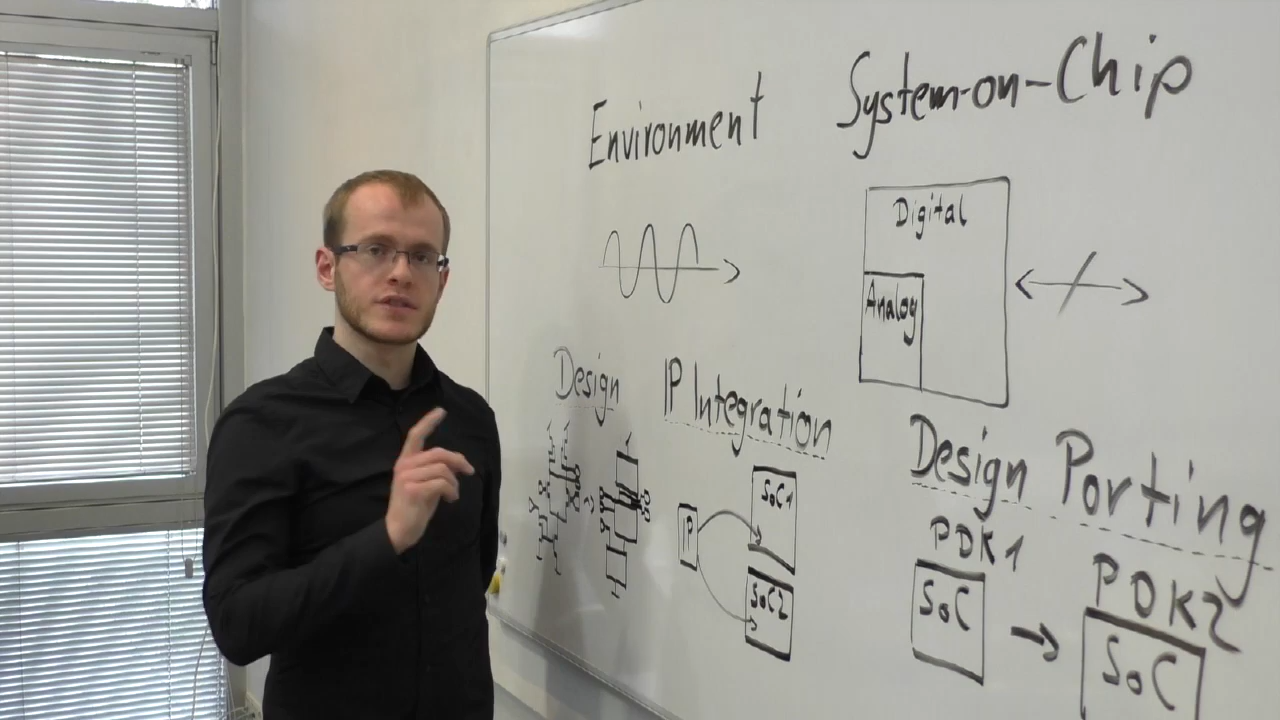 Environment
System-on-Chip
Digital
Analog
Design
IP Integration
Design Porting
IP
SoC1
SoC2
PDK1
SoC
PDK2
SoC